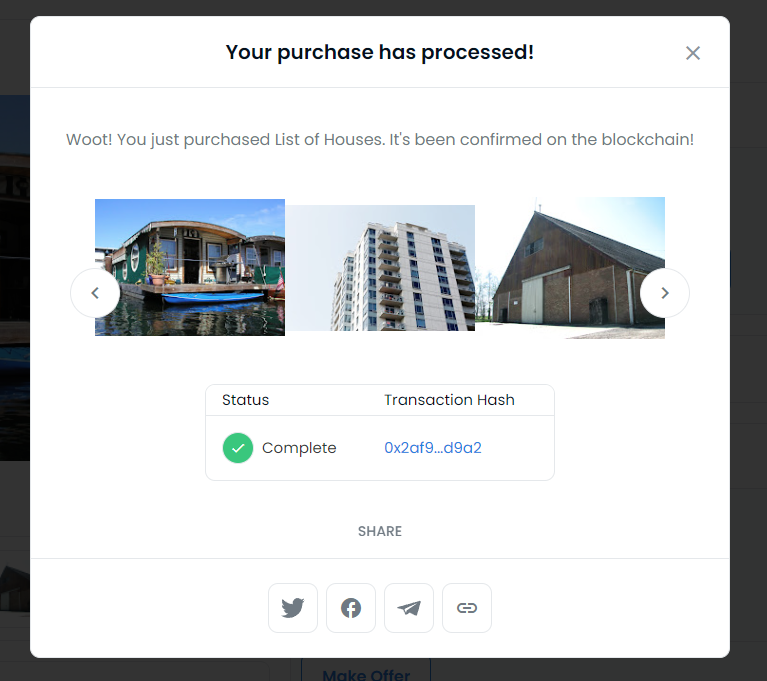 Your purchase has processed!
Woot! You just purchased List of Houses. It's been confirmed on the blockchain!
Status Transaction Hash
Complete 0x2af9...d9a2
SHARE
Make Offer